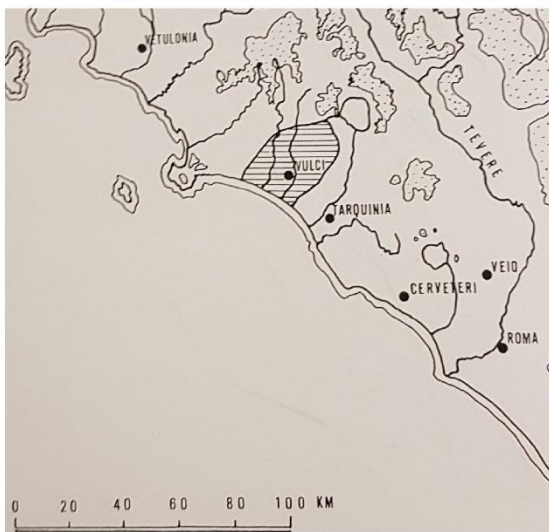 VETULONIA
VULCI
TEVERE
TARQUINIA
VEIO
CERVETERI
ROMA
0 20 40 60 80 100 KM